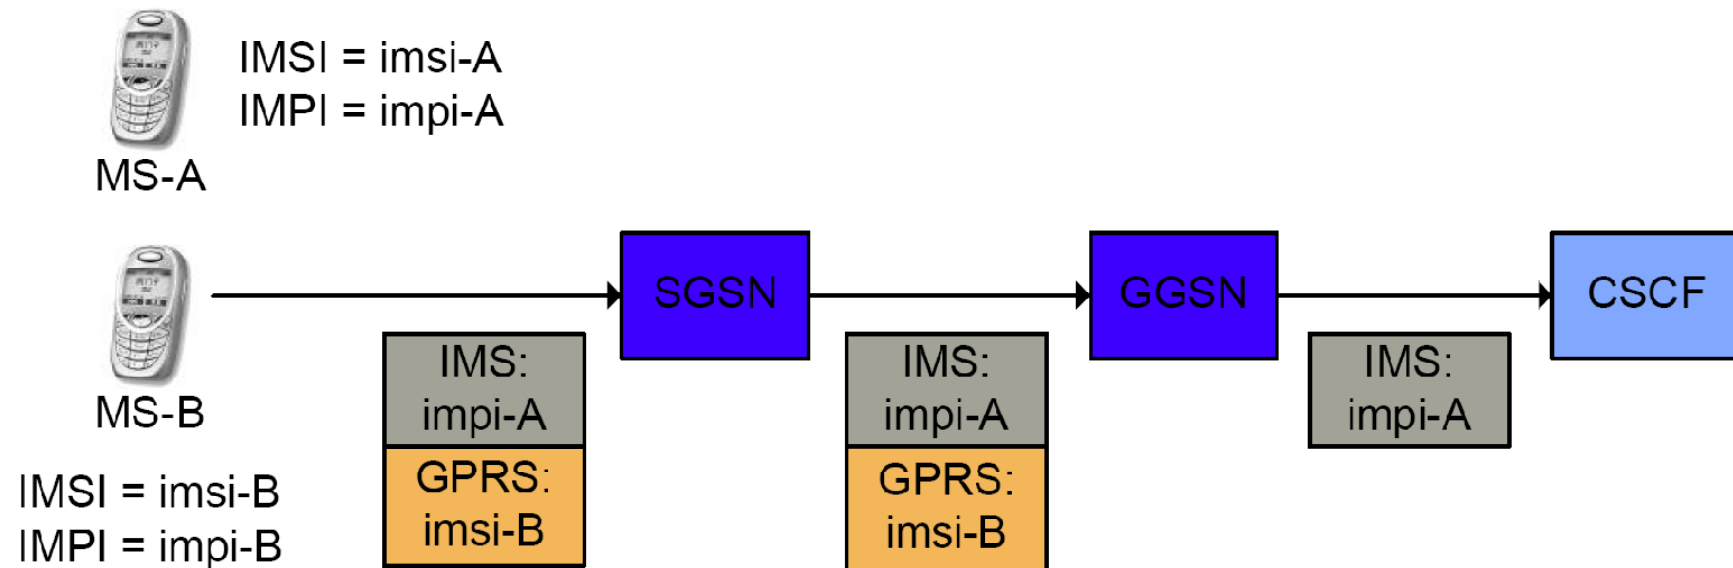 IMSI = imsi-A
IMPI = impi-A
MS-A
SGSN
GGSN
CSCF
IMS:
impi-A
IMS:
impi-A
IMS:
impi-A
MS-B
GPRS:
imsi-B
GPRS:
imsi-B
IMSI = imsi-B
IMPI = impi-B